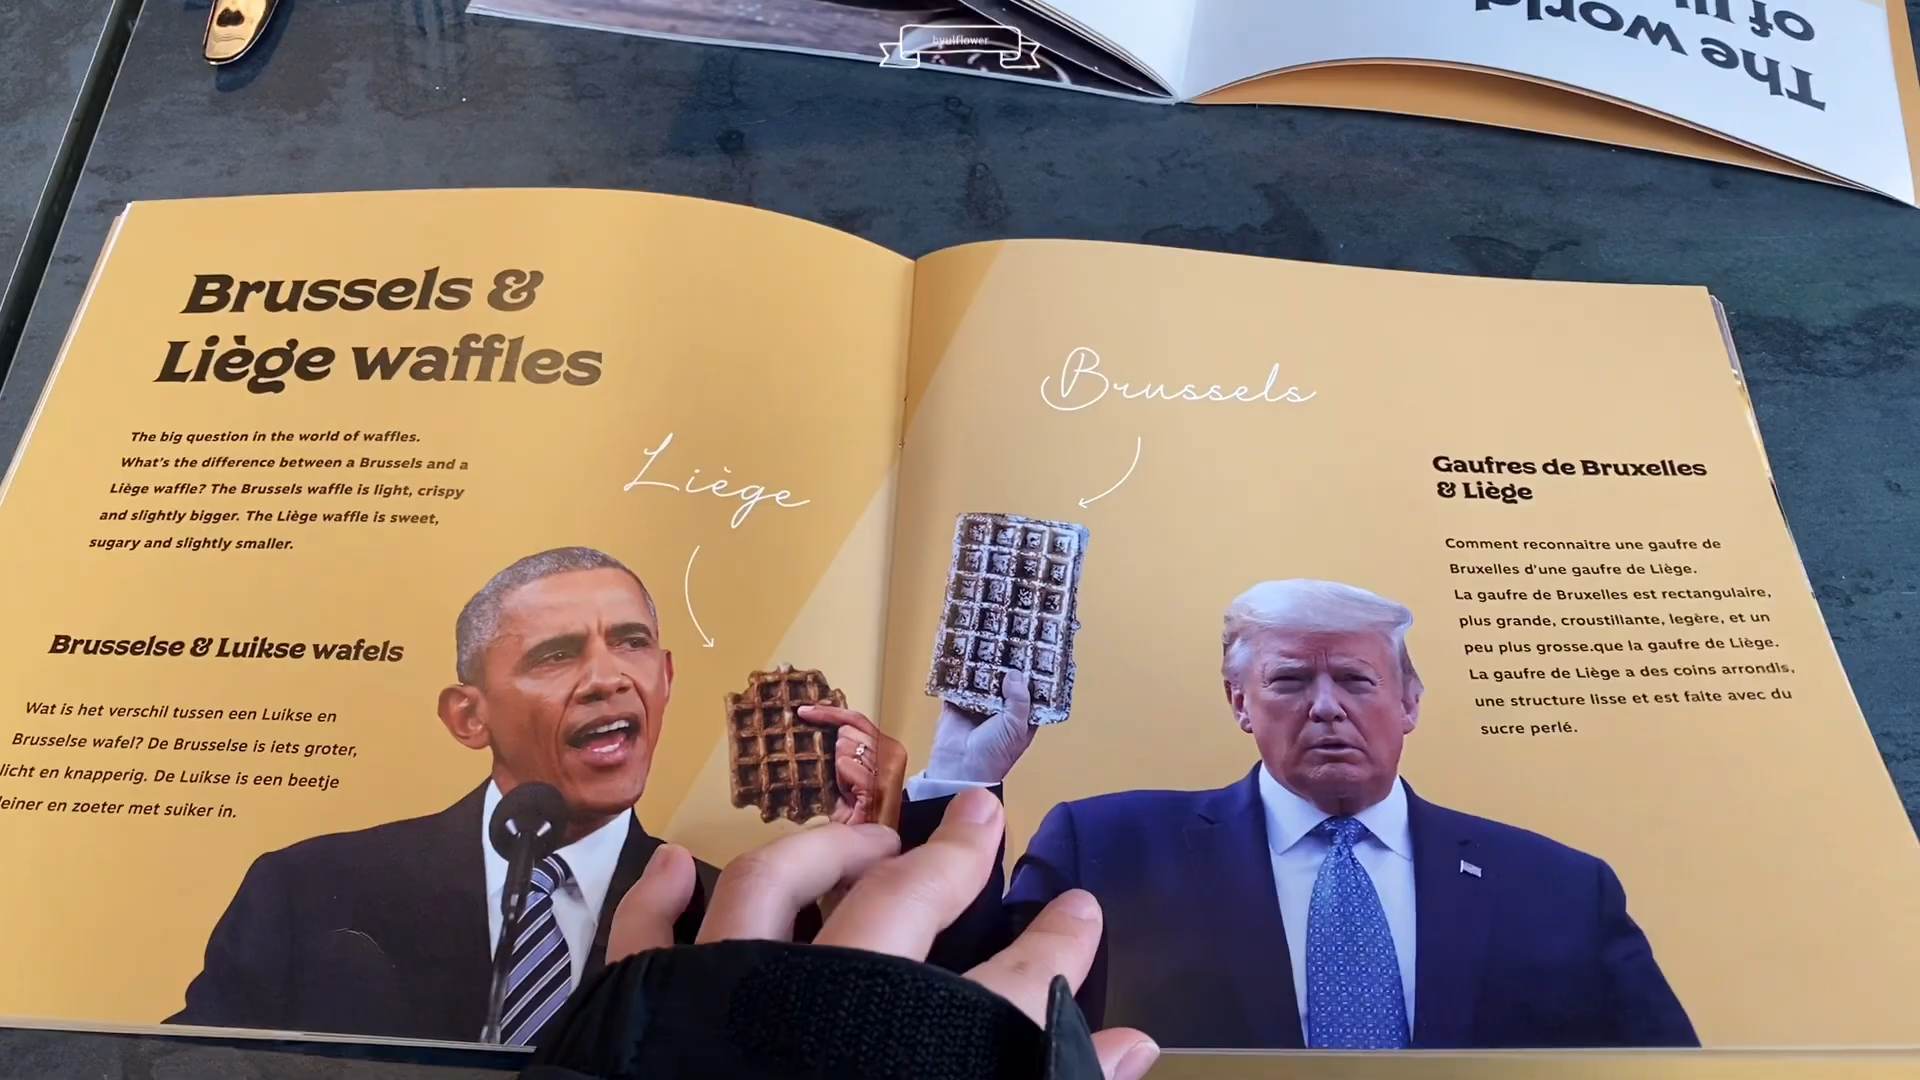 byulflower
The world
of
Brussels &
Liège waffles
The big question in the world of waffles.
What's the difference between a Brussels and a
Liège waffle? The Brussels waffle is light, crispy
and slightly bigger. The Liège waffle is sweet,
sugary and slightly smaller.
Brusselse & Luikse wafels
Wat is het verschil tussen een Luikse en
Brusselse wafel? De Brusselse is iets groter,
licht en knapperig. De Luikse is een beetje
leiner en zoeter met suiker in.
Liège
Brussels
Gaufres de Bruxelles
& Liège
Comment reconnaitre une gaufre de
Bruxelles d'une gaufre de Liège.
La gaufre de Bruxelles est rectangulaire,
plus grande, croustillante, legère, et un
peu plus grosse.que la gaufre de Liège.
La gaufre de Liège a des coins arrondis,
une structure lisse et est faite avec du
sucre perlé.